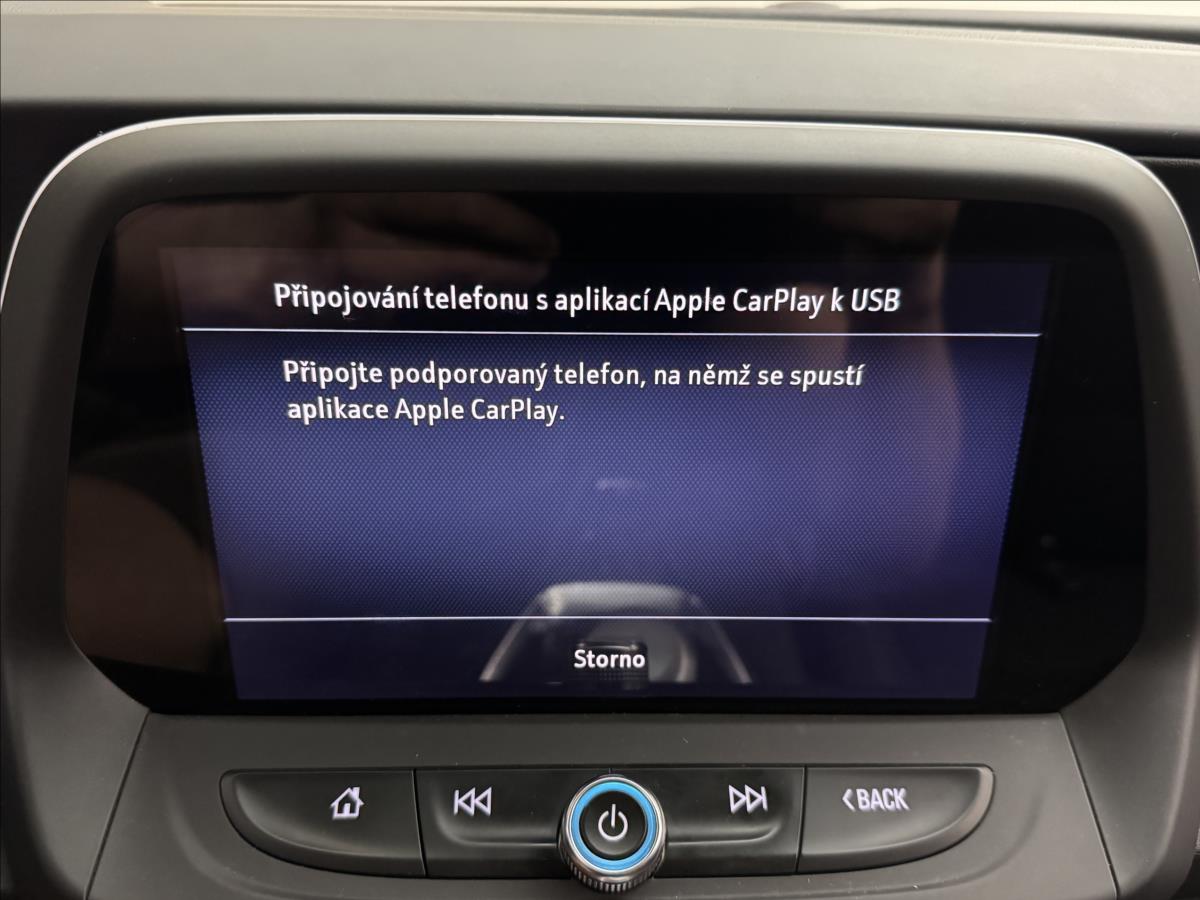 Připojování telefonu s aplikací Apple CarPlay k USB
Připojte podporovaný telefon, na němž se spustí
aplikace Apple CarPlay.
Storno
<BACK